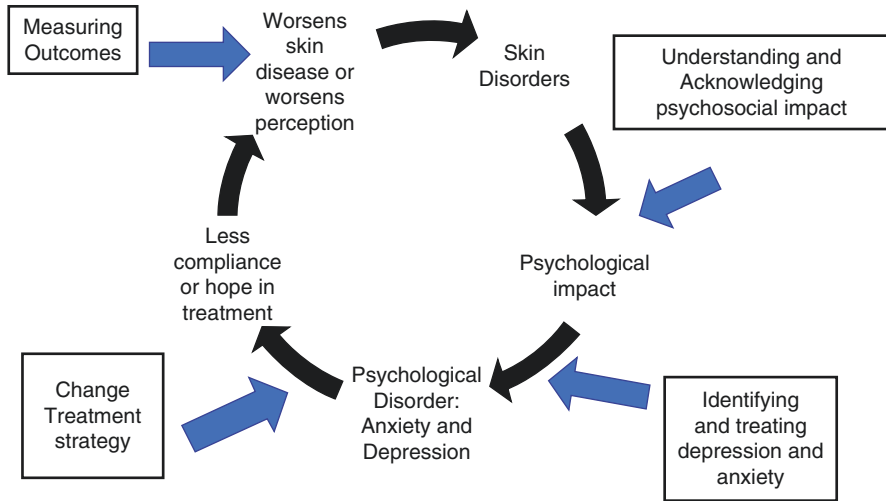 Measuring
Outcomes
Worsens
skin
disease or
worsens
perception
Skin
Disorders
Understanding and
Acknowledging
psychosocial impact
Less
compliance
or hope in
treatment
Psychological
impact
Change
Treatment
strategy
Psychological
Disorder:
Anxiety and
Depression
Identifying
and treating
depression and
anxiety